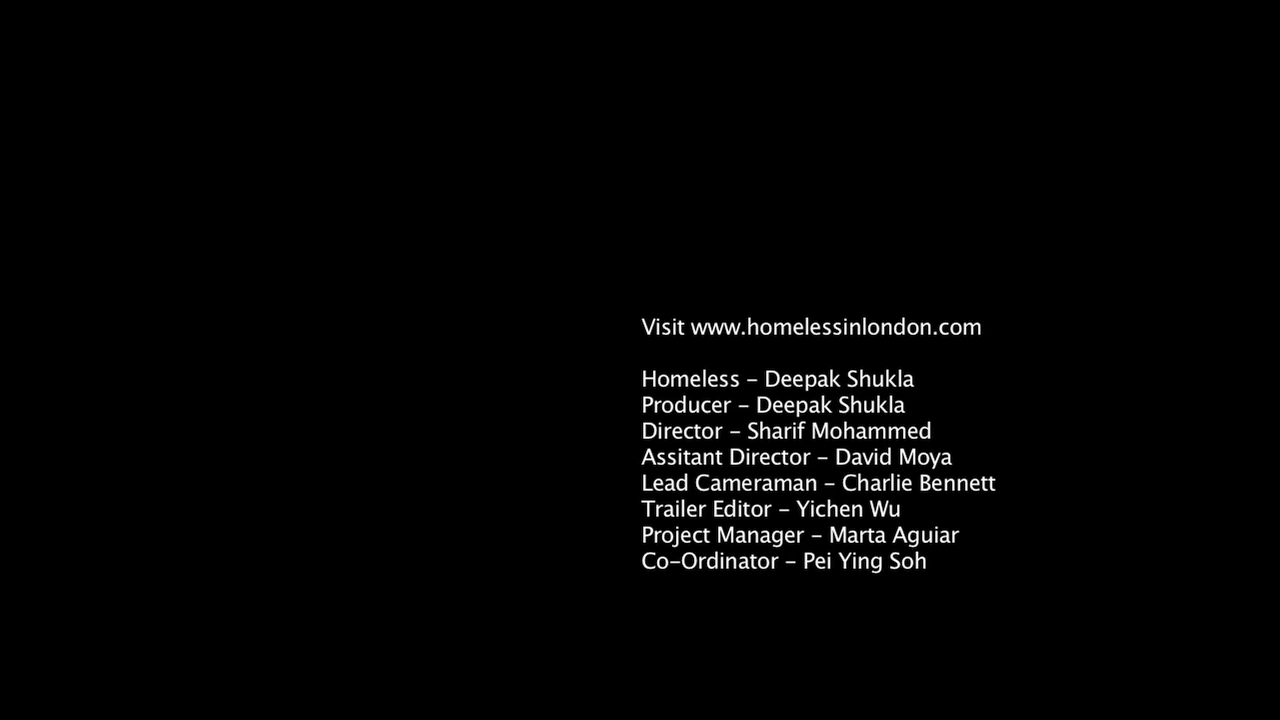 Visit www.homelessinlondon.com
Homeless – Deepak Shukla
Producer – Deepak Shukla
Director – Sharif Mohammed
Assitant Director – David Moya
Lead Cameraman – Charlie Bennett
Trailer Editor – Yichen Wu
Project Manager – Marta Aguiar
Co–Ordinator – Pei Ying Soh